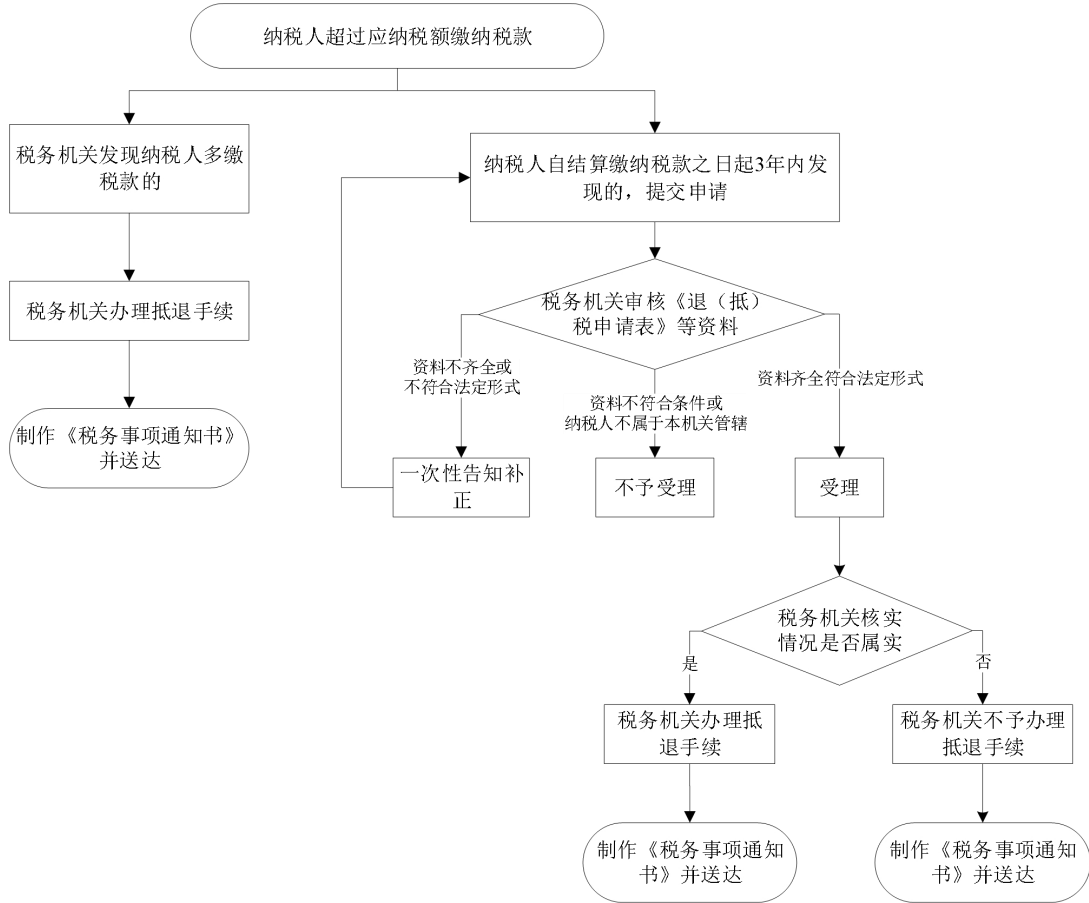 纳税人超过应纳税额缴纳税款
税务机关发现纳税人多缴
税款的
税务机关办理抵退手续
制作《税务事项通知书》
并送达
纳税人自结算缴纳税款之日起3年内发
现的，提交申请
税务机关审核《退（抵）
税申请表》等资料
资料不齐全或
不符合法定形式
资料不符合条件或
纳税人不属于本机关管辖
资料齐全符合法定形式
一次性告知补
正
不予受理
受理
税务机关核实
情况是否属实
是
否
税务机关办理抵
退手续
税务机关不予办理
抵退手续
制作《税务事项通知
书》并送达
制作《税务事项通知
书》并送达